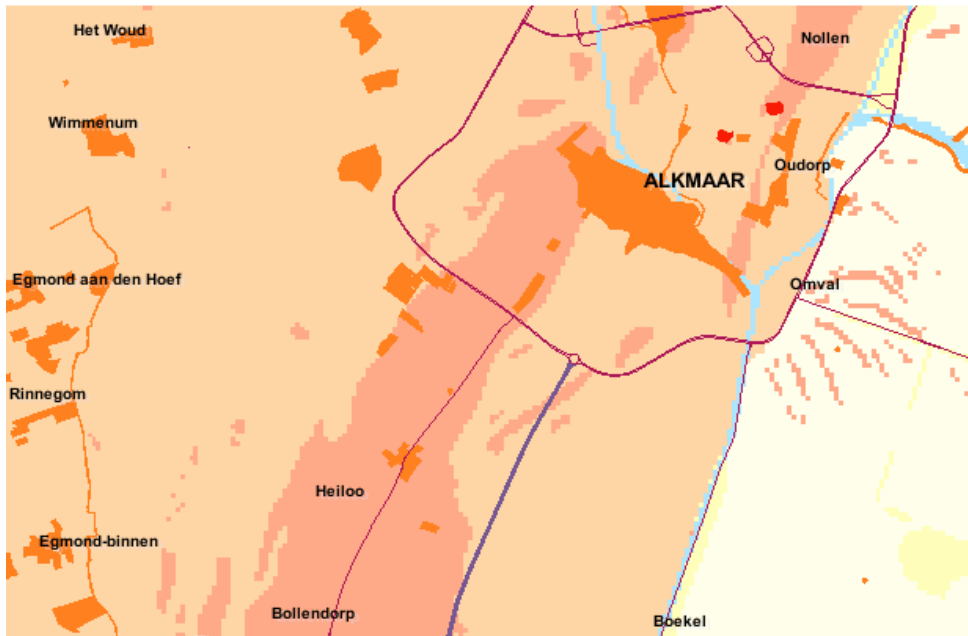 Het Woud
Nollen
Wimmenum
Oudorp
ALKMAAR
Egmond aan den Hoef
Omval
Rinnegom
Heiloo
Egmond-binnen
Bollendorp
Boekel